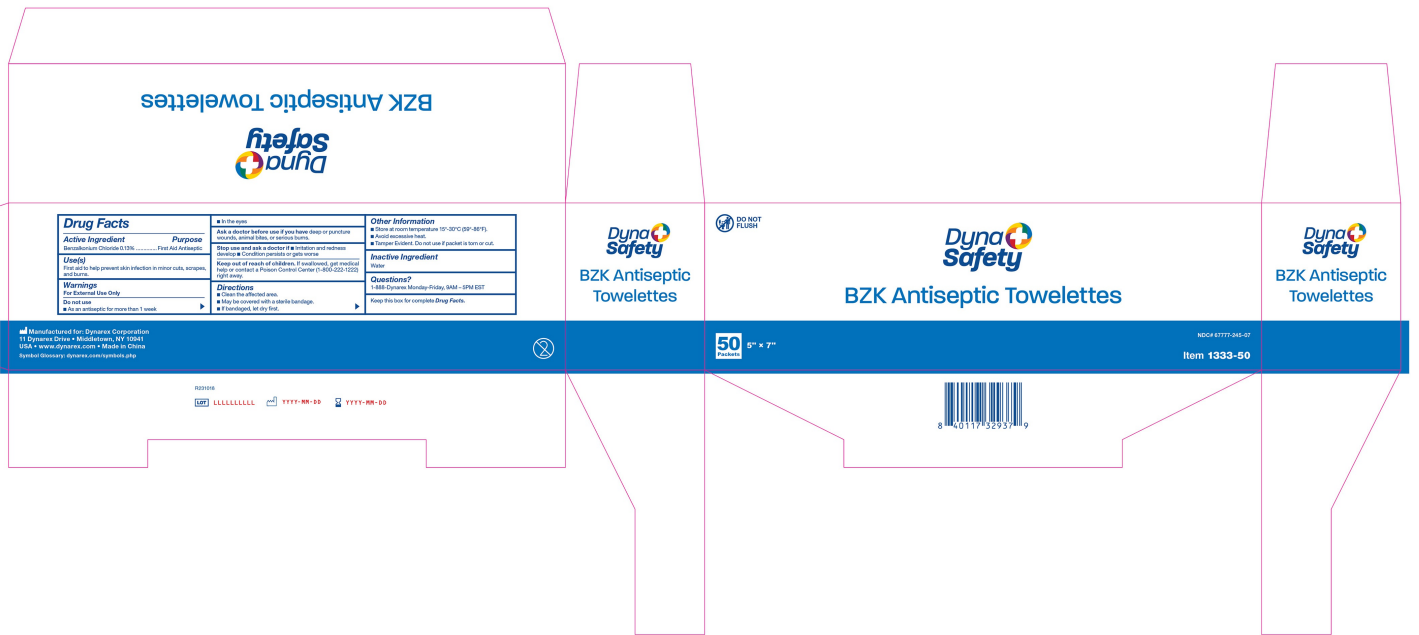 BZK Antiseptic Towelettes
Dyna
Safety
Drug Facts
Active Ingredient Purpose
Benzalkonium Chloride 0.13% .............. First Aid Antiseptic
Use(s)
First aid to help prevent skin infection in minor cuts, scrapes,
and burns.
Warnings
For External Use Only
Do not use
■ As an antiseptic for more than 1 week
■ In the eyes
Ask a doctor before use if you have deep or puncture
wounds, animal bites, or serious burns.
Stop use and ask a doctor if ■ Irritation and redness
develop ■ Condition persists or gets worse
Keep out of reach of children. If swallowed, get medical
help or contact a Poison Control Center (1-800-222-1222)
right away.
Directions
■ Clean the affected area.
■ May be covered with a sterile bandage.
■ If bandaged, let dry first.
Other Information
■ Store at room temperature 15°-30°C (59°-86°F).
■ Avoid excessive heat.
■ Tamper Evident. Do not use if packet is torn or cut.
Inactive Ingredient
Water
Questions?
1-888-Dynarex Monday-Friday, 9AM – 5PM EST
Keep this box for complete Drug Facts.
Manufactured for: Dynarex Corporation
11 Dynarex Drive • Middletown, NY 10941
USA • www.dynarex.com • Made in China
Symbol Glossary: dynarex.com/symbols.php
2
R231018
LOT LLLLLLLLLL YYYY-MM-DD YYYY-MM-DD
Dyna
Safety
BZK Antiseptic
Towelettes
DO NOT
FLUSH
Dyna
Safety
BZK Antiseptic Towelettes
50
Packets
5" × 7"
NDC# 67777-245-07
Item 1333-50
8 40117 32937 9
Dyna
Safety
BZK Antiseptic
Towelettes